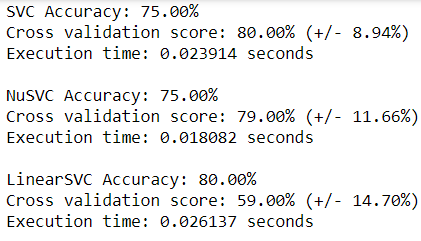 SVC Accuracy: 75.00%
Cross validation score: 80.00% (+/- 8.94%)
Execution time: 0.023914 seconds
NuSVC Accuracy: 75.00%
Cross validation score: 79.00% (+/- 11.66%)
Execution time: 0.018082 seconds
LinearSVC Accuracy: 80.00%
Cross validation score: 59.00% (+/- 14.70%)
Execution time: 0.026137 seconds